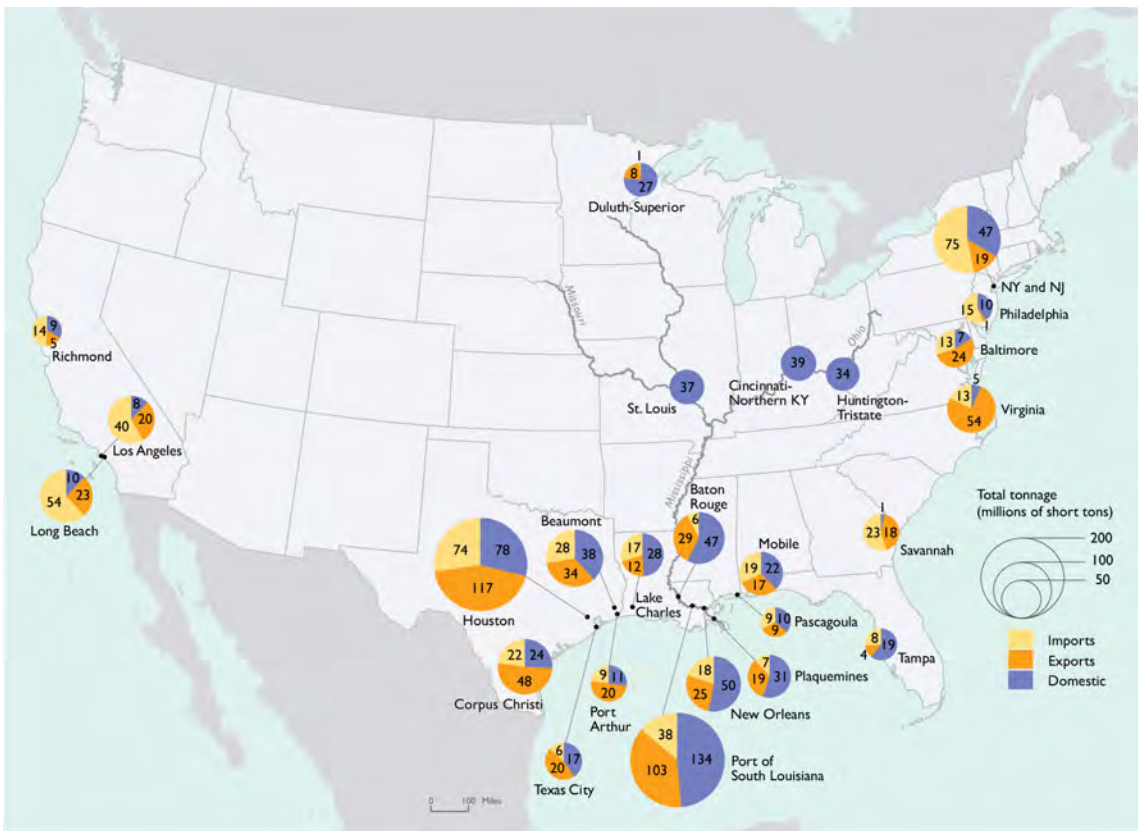 1
8
27
Duluth-Superior
75
47
19
NY and NJ
15
10
1
Philadelphia
13
7
24
Baltimore
5
13
54
Virginia
14
9
5
Richmond
Missouri
Ohio
37
St. Louis
39
Cincinnati-
Northern KY
34
Huntington-
Tristate
8
40
20
Los Angeles
10
54
23
Long Beach
Mississippi
1
23
18
Savannah
Total tonnage
(millions of short tons)
200
100
50
Imports
Exports
Domestic
74
78
117
Houston
Beaumont
28
38
34
17
28
12
Lake
Charles
Baton
Rouge
6
29
47
Mobile
19
22
17
9
10
9
Pascagoula
8
19
4
Tampa
22
24
48
Corpus Christi
9
11
20
Port
Arthur
18
50
25
New Orleans
7
19
31
Plaquemines
6
17
20
Texas City
38
134
103
Port of
South Louisiana
0 100 Miles